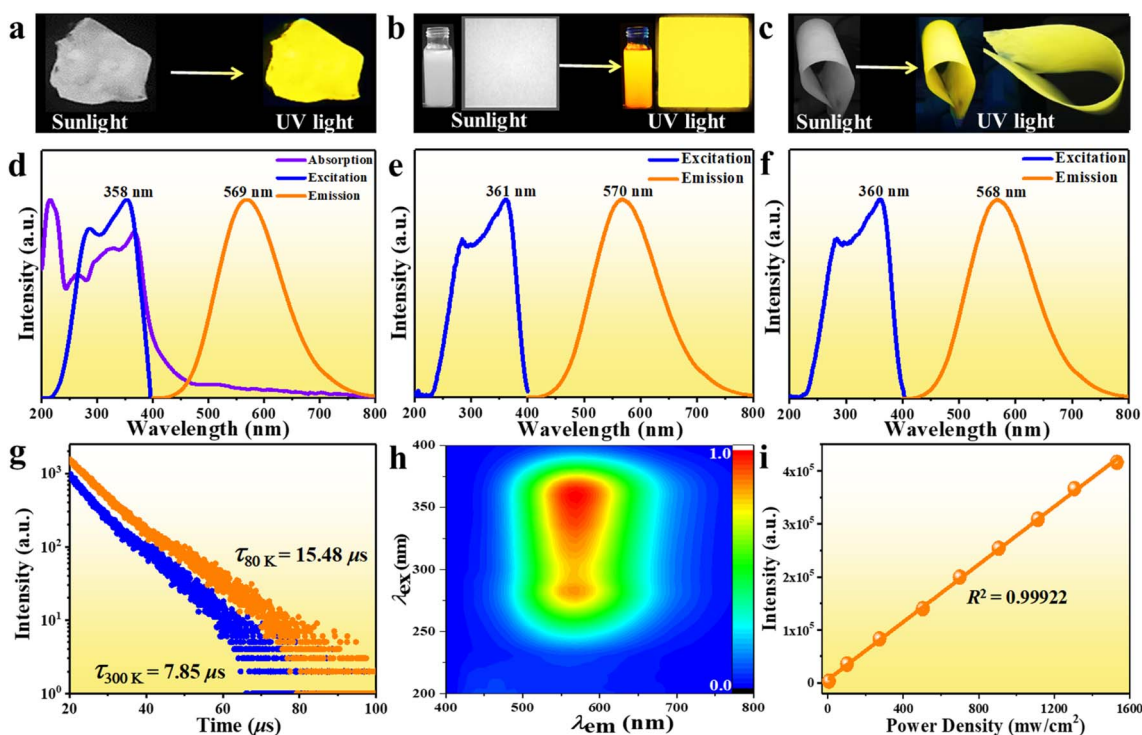 a
Sunlight
UV light
b
Sunlight
UV light
c
Sunlight
UV light
d
Absorption
Excitation
Emission
358 nm
569 nm
Intensity (a.u.)
200 300 400 500 600 700 800
Wavelength (nm)
e
Excitation
Emission
361 nm
570 nm
Intensity (a.u.)
200 300 400 500 600 700 800
Wavelength (nm)
f
Excitation
Emission
360 nm
568 nm
Intensity (a.u.)
200 300 400 500 600 700 800
Wavelength (nm)
g
10³
10²
10¹
10⁰
Intensity (a.u.)
τ80 K = 15.48 μs
τ300 K = 7.85 μs
20 40 60 80 100
Time (μs)
h
400
350
300
250
200
λex (nm)
1.0
0.0
400 500 600 700 800
λem (nm)
i
4x10⁵
3x10⁵
2x10⁵
1x10⁵
0
Intensity (a.u.)
R² = 0.99922
0 400 800 1200 1600
Power Density (mw/cm²)